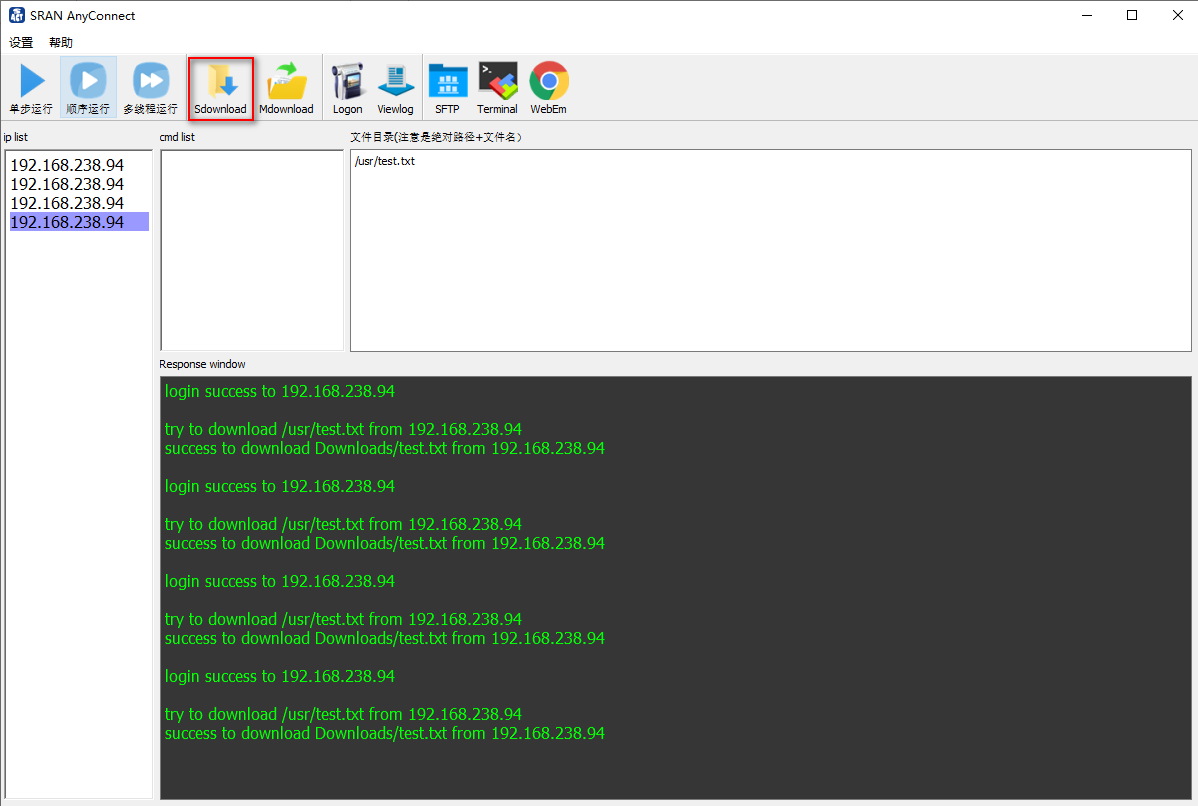 SRAN AnyConnect
设置 帮助
单步运行 顺序运行 多线程运行 Sdownload Mdownload Logon Viewlog SFTP Terminal WebEm
ip list
192.168.238.94
192.168.238.94
192.168.238.94
192.168.238.94
cmd list
文件目录(注意是绝对路径+文件名)
/usr/test.txt
Response window
login success to 192.168.238.94
try to download /usr/test.txt from 192.168.238.94
success to download Downloads/test.txt from 192.168.238.94
login success to 192.168.238.94
try to download /usr/test.txt from 192.168.238.94
success to download Downloads/test.txt from 192.168.238.94
login success to 192.168.238.94
try to download /usr/test.txt from 192.168.238.94
success to download Downloads/test.txt from 192.168.238.94
login success to 192.168.238.94
try to download /usr/test.txt from 192.168.238.94
success to download Downloads/test.txt from 192.168.238.94